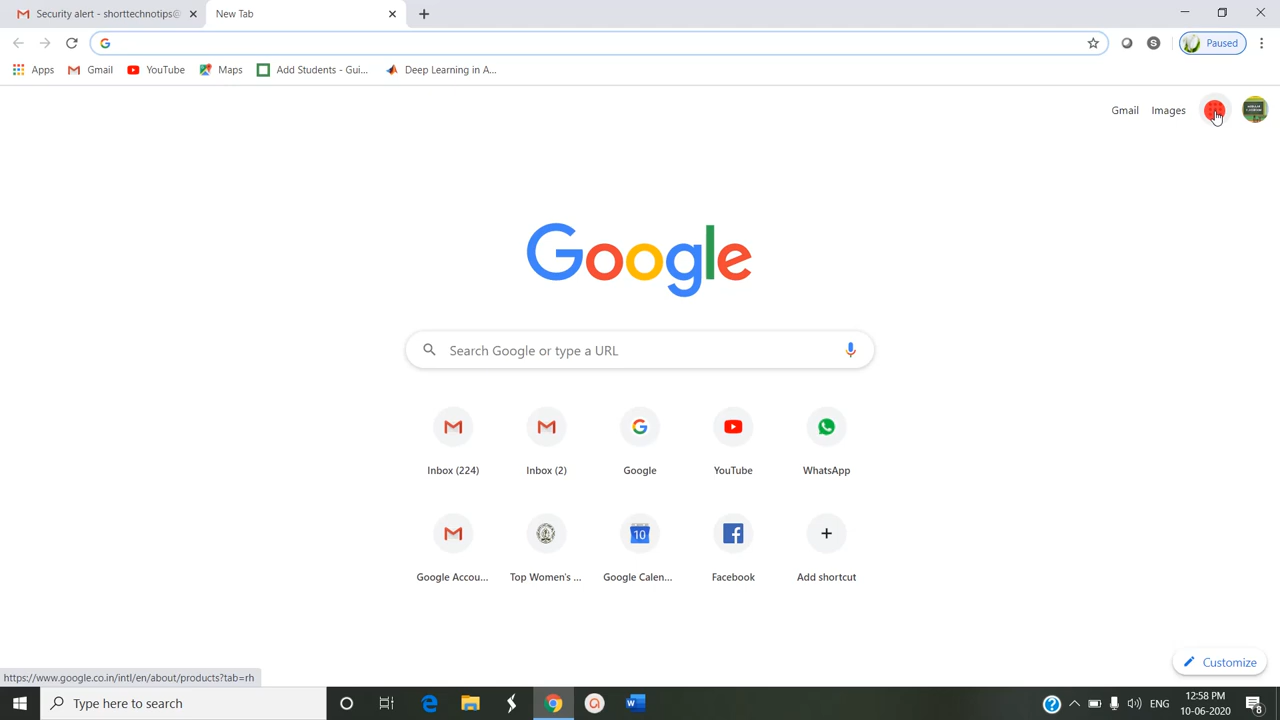 Security alert - shorttechnotips@
New Tab
S
Paused
Apps
Gmail
YouTube
Maps
Add Students - Gui...
Deep Learning in A...
Gmail
Images
Google
Search Google or type a URL
Inbox (224)
Inbox (2)
Google
YouTube
WhatsApp
10
Google Accou...
Top Women's ...
Google Calen...
Facebook
Add shortcut
Customize
https://www.google.co.in/intl/en/about/products?tab=rh
Type here to search
ENG
12:58 PM
10-06-2020
8